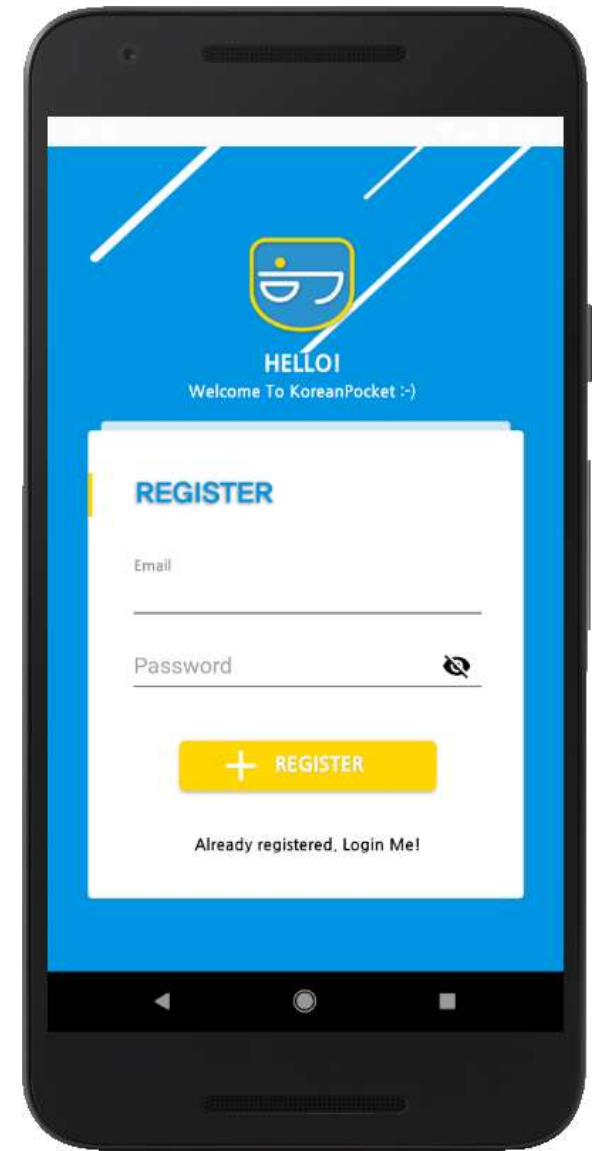 HELLO!
Welcome To KoreanPocket :-)
REGISTER
Email
Password
REGISTER
Already registered. Login Me!